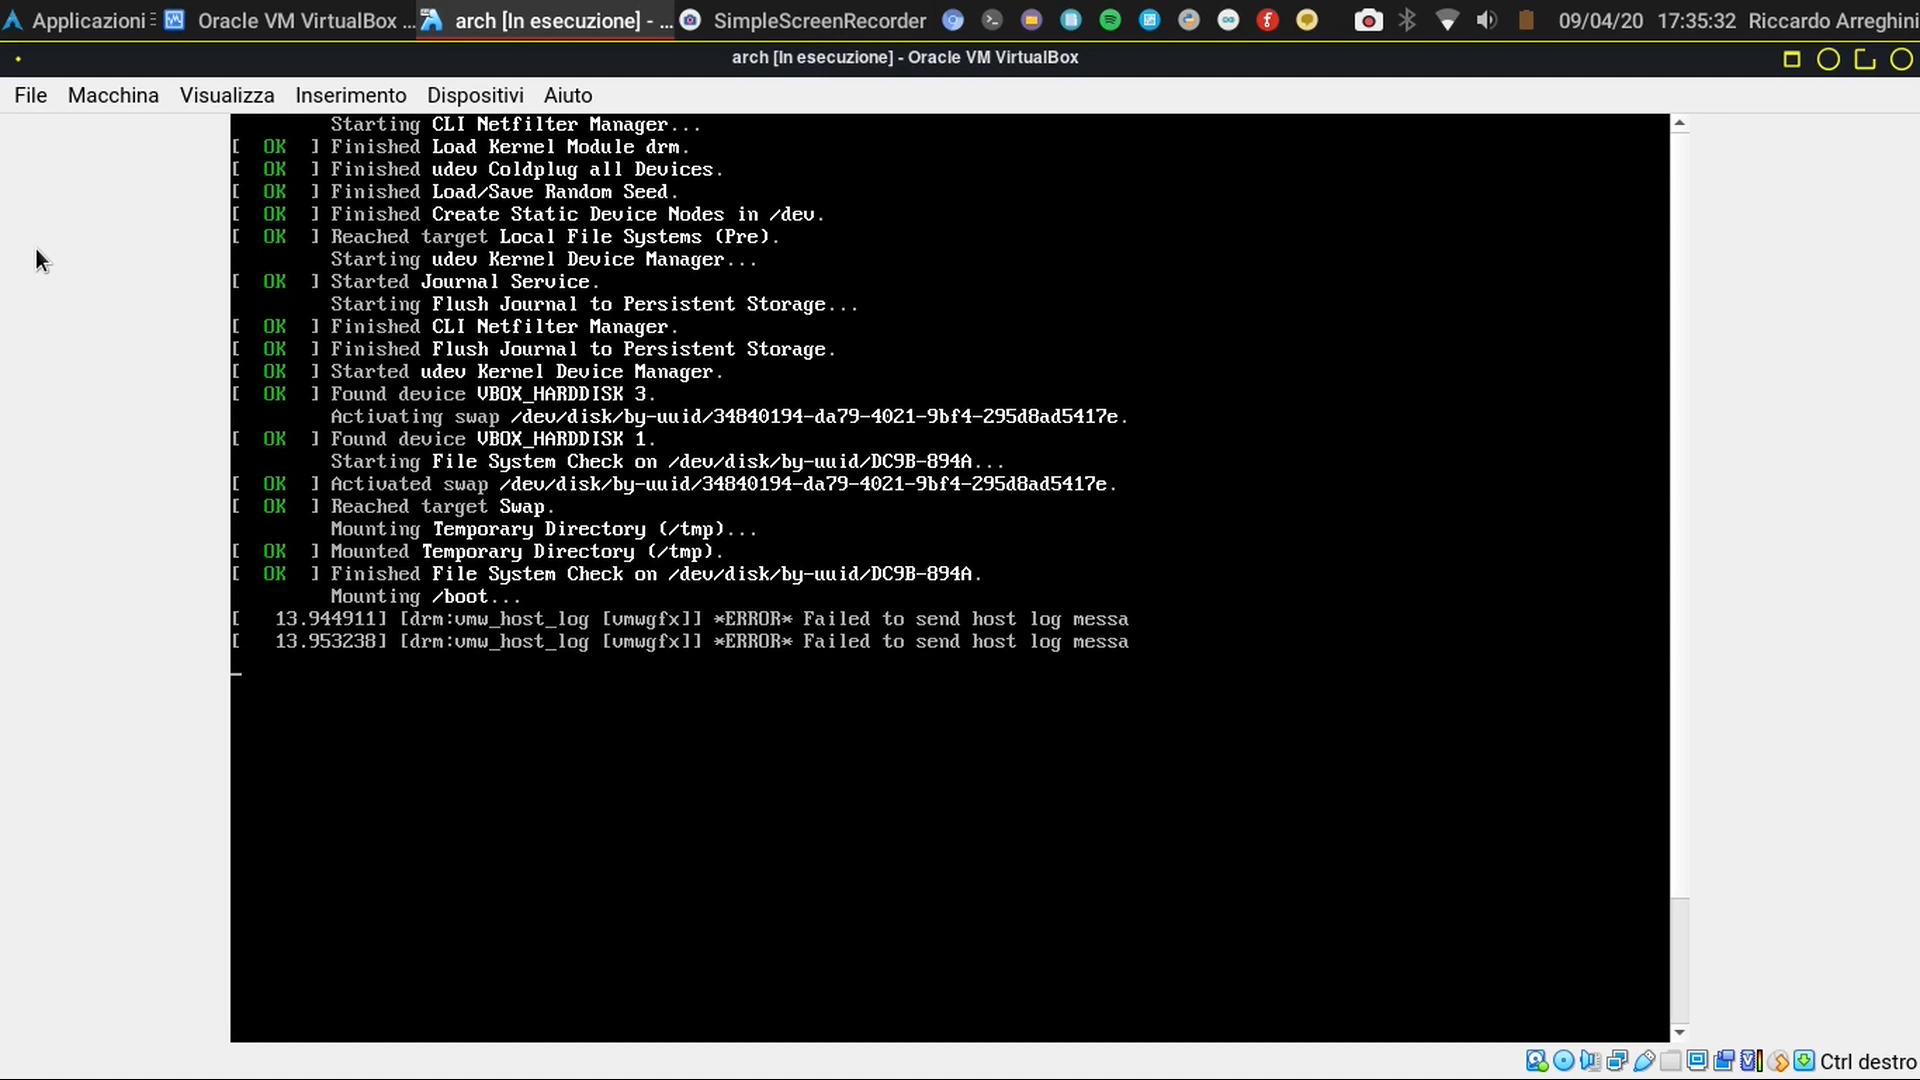 Applicazioni Oracle VM VirtualBox ... arch [In esecuzione] - ... SimpleScreenRecorder 09/04/20 17:35:32 Riccardo Arreghini
arch [In esecuzione] - Oracle VM VirtualBox
File Macchina Visualizza Inserimento Dispositivi Aiuto
Starting CLI Netfilter Manager...
[ OK ] Finished Load Kernel Module drm.
[ OK ] Finished udev Coldplug all Devices.
[ OK ] Finished Load/Save Random Seed.
[ OK ] Finished Create Static Device Nodes in /dev.
[ OK ] Reached target Local File Systems (Pre).
Starting udev Kernel Device Manager...
[ OK ] Started Journal Service.
Starting Flush Journal to Persistent Storage...
[ OK ] Finished CLI Netfilter Manager.
[ OK ] Finished Flush Journal to Persistent Storage.
[ OK ] Started udev Kernel Device Manager.
[ OK ] Found device VBOX_HARDDISK 3.
Activating swap /dev/disk/by-uuid/34840194-da79-4021-9bf4-295d8ad5417e.
[ OK ] Found device VBOX_HARDDISK 1.
Starting File System Check on /dev/disk/by-uuid/DC9B-894A...
[ OK ] Activated swap /dev/disk/by-uuid/34840194-da79-4021-9bf4-295d8ad5417e.
[ OK ] Reached target Swap.
Mounting Temporary Directory (/tmp)...
[ OK ] Mounted Temporary Directory (/tmp).
[ OK ] Finished File System Check on /dev/disk/by-uuid/DC9B-894A.
Mounting /boot...
[ 13.944911] [drm:vmw_host_log [vmwgfx]] *ERROR* Failed to send host log messa
[ 13.953238] [drm:vmw_host_log [vmwgfx]] *ERROR* Failed to send host log messa
Ctrl destro